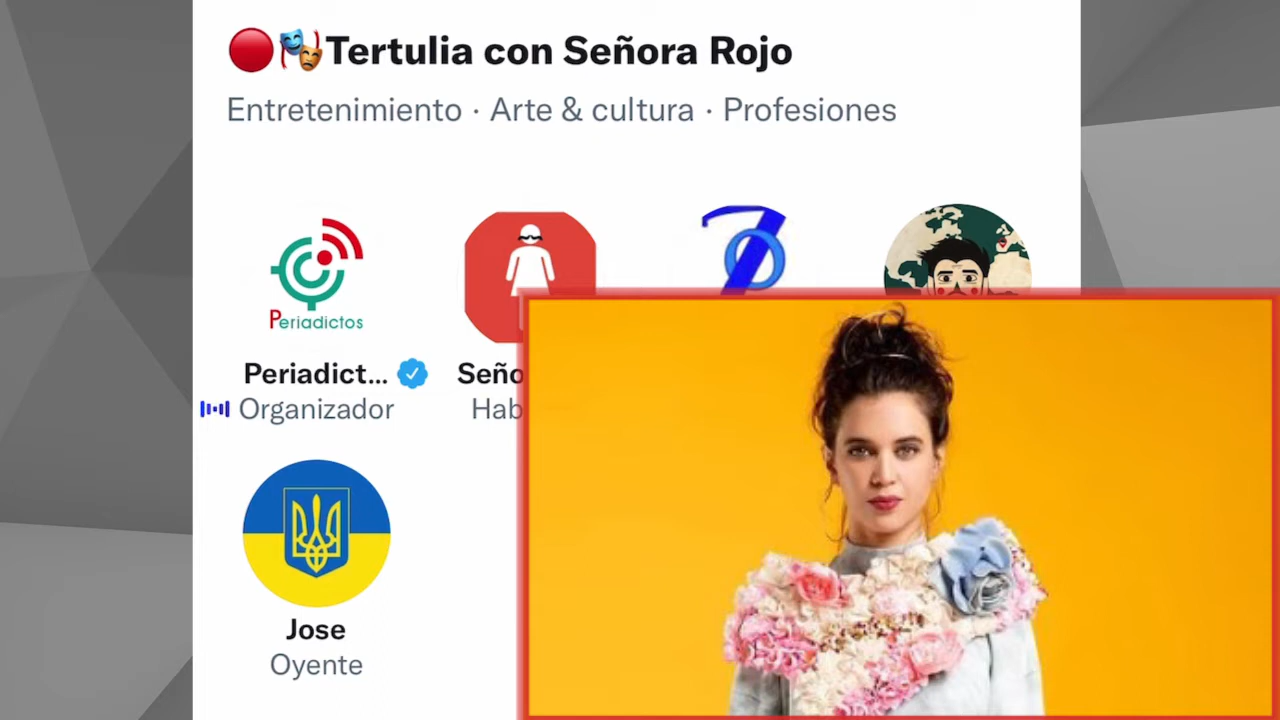 Tertulia con Señora Rojo
Entretenimiento · Arte & cultura · Profesiones
Periadictos
Periadict...
Seño
Organizador
Hab
Jose
Oyente